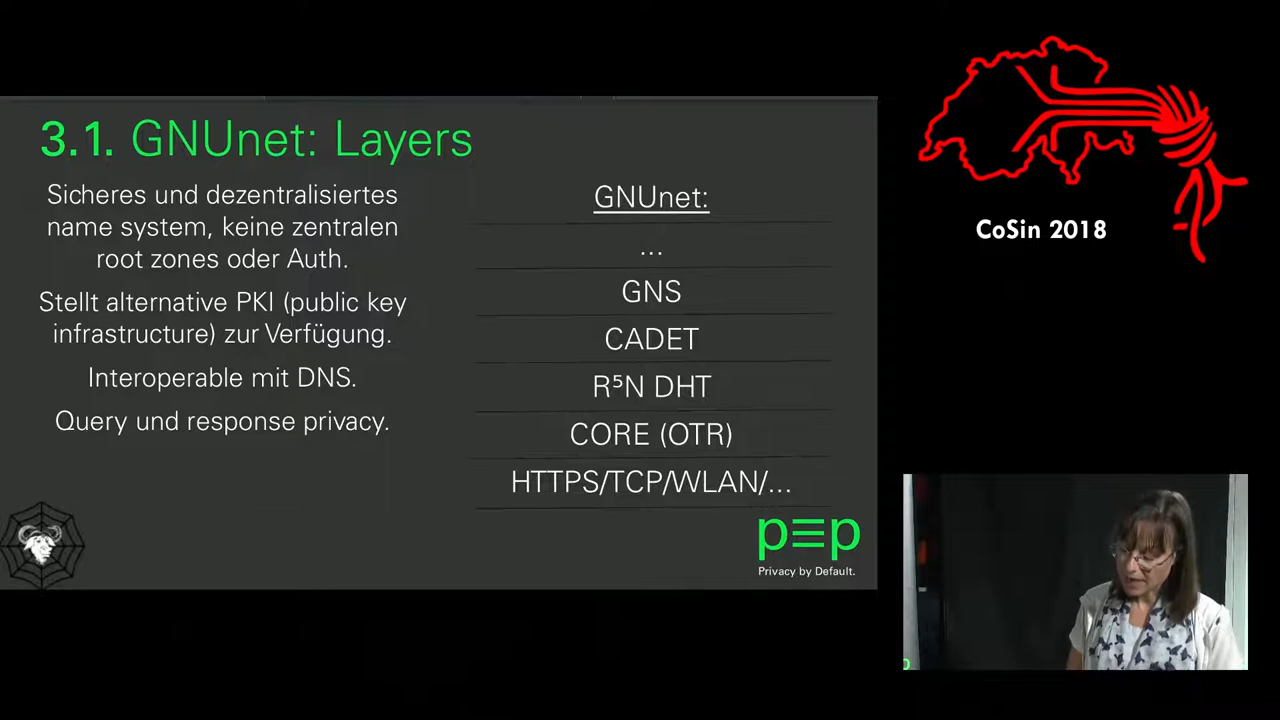 3.1. GNUnet: Layers
Sicheres und dezentralisiertes
name system, keine zentralen
root zones oder Auth.
Stellt alternative PKI (public key
infrastructure) zur Verfügung.
Interoperable mit DNS.
Query und response privacy.
GNUnet:
...
GNS
CADET
R⁵N DHT
CORE (OTR)
HTTPS/TCP/WLAN/...
p≡p
Privacy by Default.
CoSin 2018
p